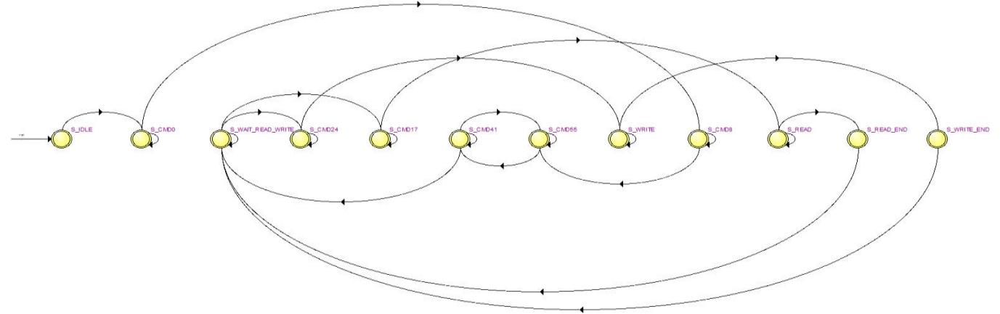 S_IDLE
S_CMD0
S_WAIT_READ_WRITE
S_CMD24
S_CMD17
S_CMD41
S_CMD55
S_WRITE
S_CMD8
S_READ
S_READ_END
S_WRITE_END